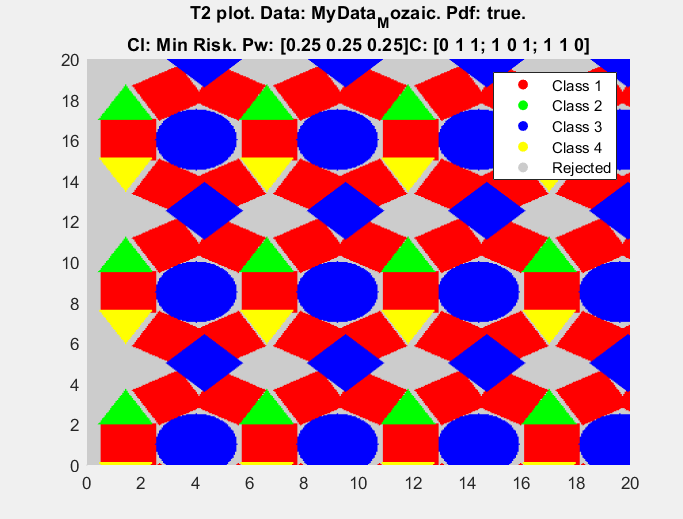 T2 plot. Data: MyData_Mozaic. Pdf: true.
Cl: Min Risk. Pw: [0.25 0.25 0.25]C: [0 1 1; 1 0 1; 1 1 0]
20
18
16
14
12
10
8
6
4
2
0
Class 1
Class 2
Class 3
Class 4
Rejected
0 2 4 6 8 10 12 14 16 18 20